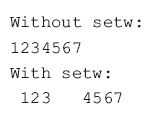 Without setw:
1234567
With setw:
 123   4567